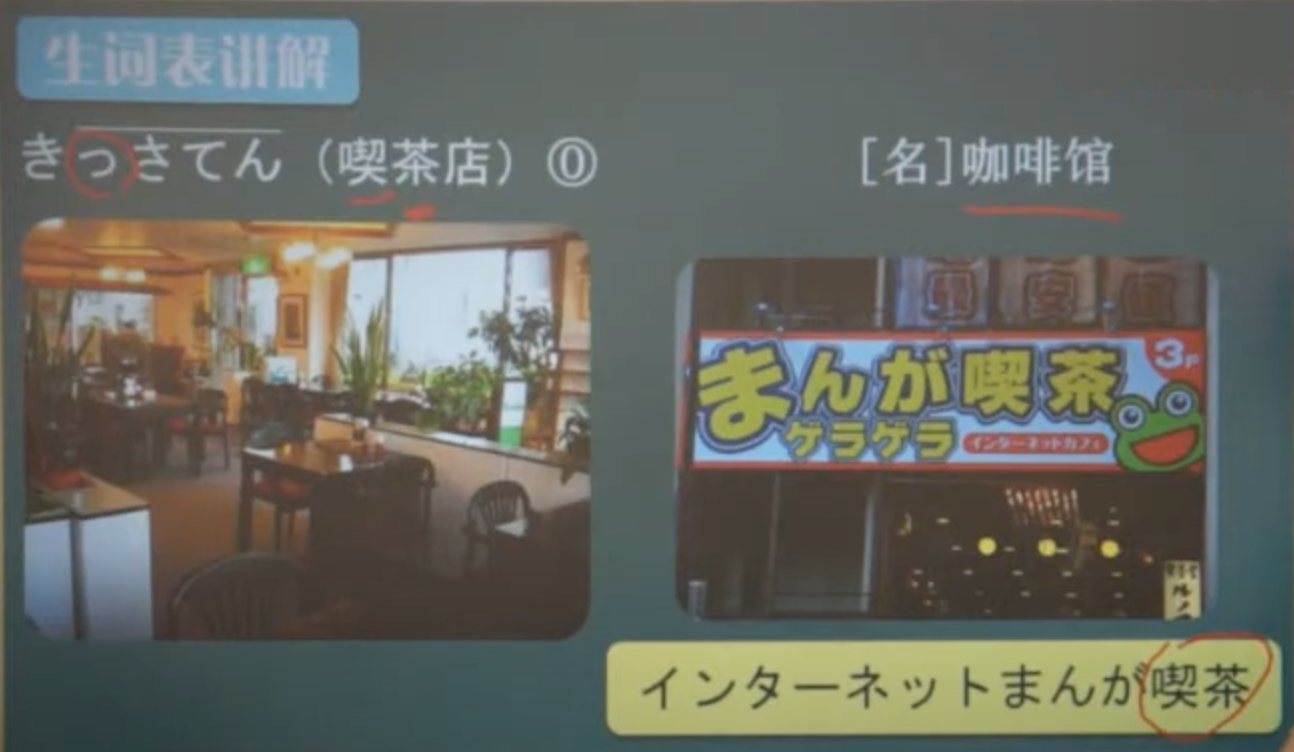 生词表讲解
きっさてん（喫茶店）⓪
[名]咖啡馆
3F
まんが喫茶
ゲラゲラ
インターネットカフェ
インターネットまんが喫茶